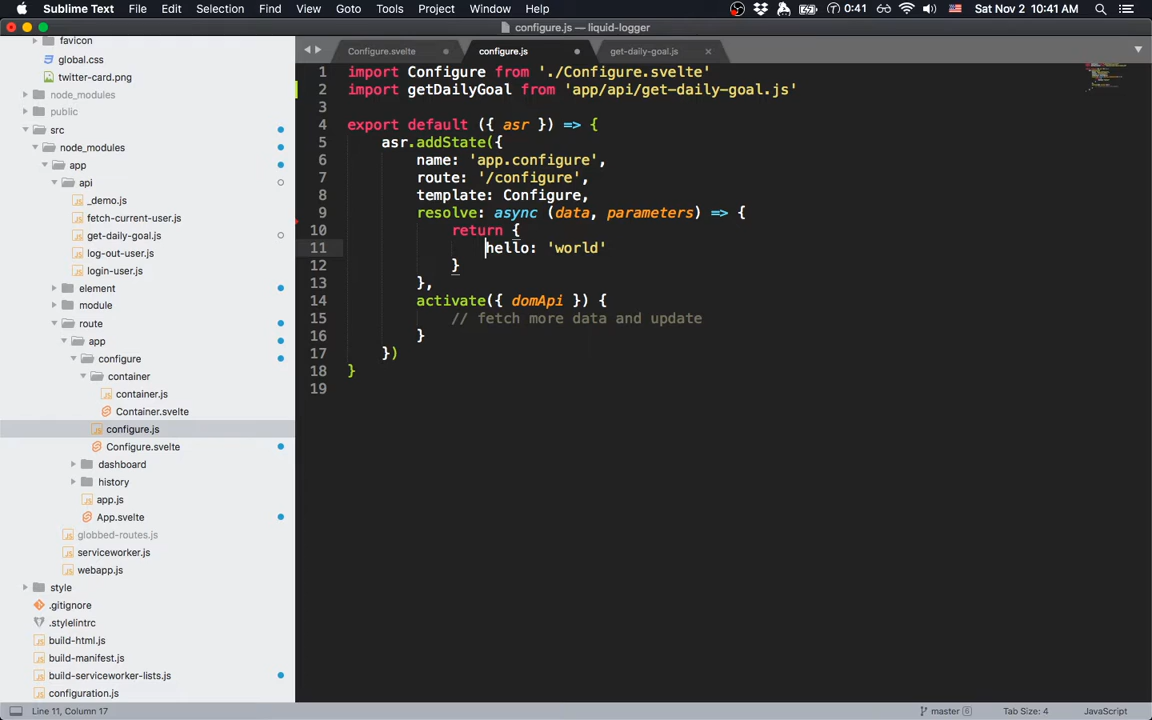 Sublime Text File Edit Selection Find View Goto Tools Project Window Help 0:41 Sat Nov 2 10:41 AM
configure.js — liquid-logger
favicon
global.css
twitter-card.png
node_modules
public
src
node_modules
app
api
_demo.js
fetch-current-user.js
get-daily-goal.js
log-out-user.js
login-user.js
element
module
route
app
configure
container
container.js
Container.svelte
configure.js
Configure.svelte
dashboard
history
app.js
App.svelte
globbed-routes.js
serviceworker.js
webapp.js
style
.gitignore
.stylelintrc
build-html.js
build-manifest.js
build-serviceworker-lists.js
configuration.js
Configure.svelte configure.js get-daily-goal.js
1 import Configure from './Configure.svelte'
2 import getDailyGoal from 'app/api/get-daily-goal.js'
3
4 export default ({ asr }) => {
5 asr.addState({
6 name: 'app.configure',
7 route: '/configure',
8 template: Configure,
9 resolve: async (data, parameters) => {
10 return {
11 hello: 'world'
12 }
13 },
14 activate({ domApi }) {
15 // fetch more data and update
16 }
17 })
18 }
19
Line 11, Column 17 master 6 Tab Size: 4 JavaScript